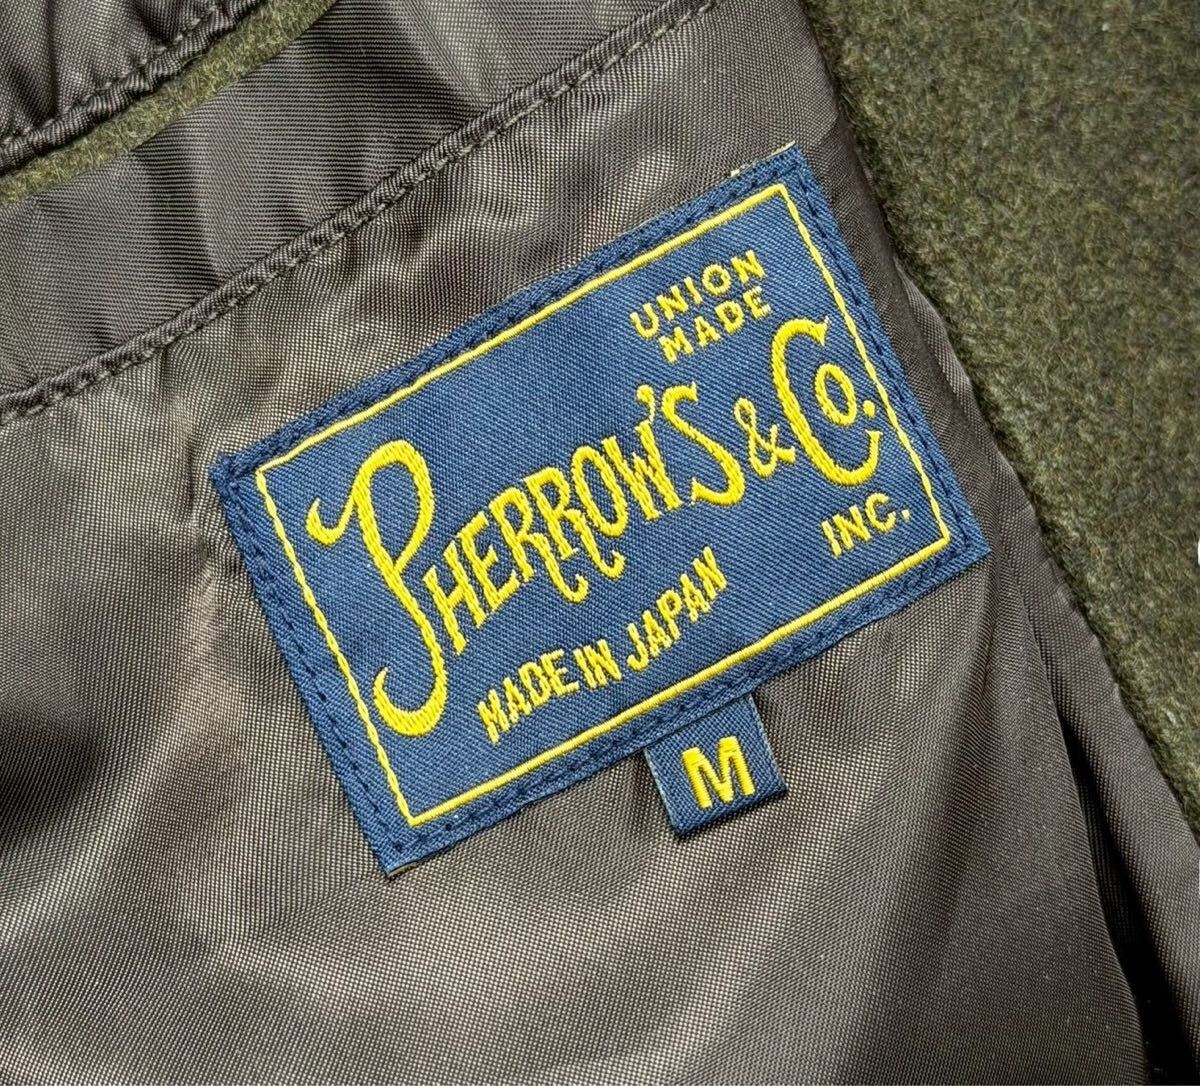 UNION
MADE
PHERROW'S & Co.
INC.
MADE IN JAPAN
M